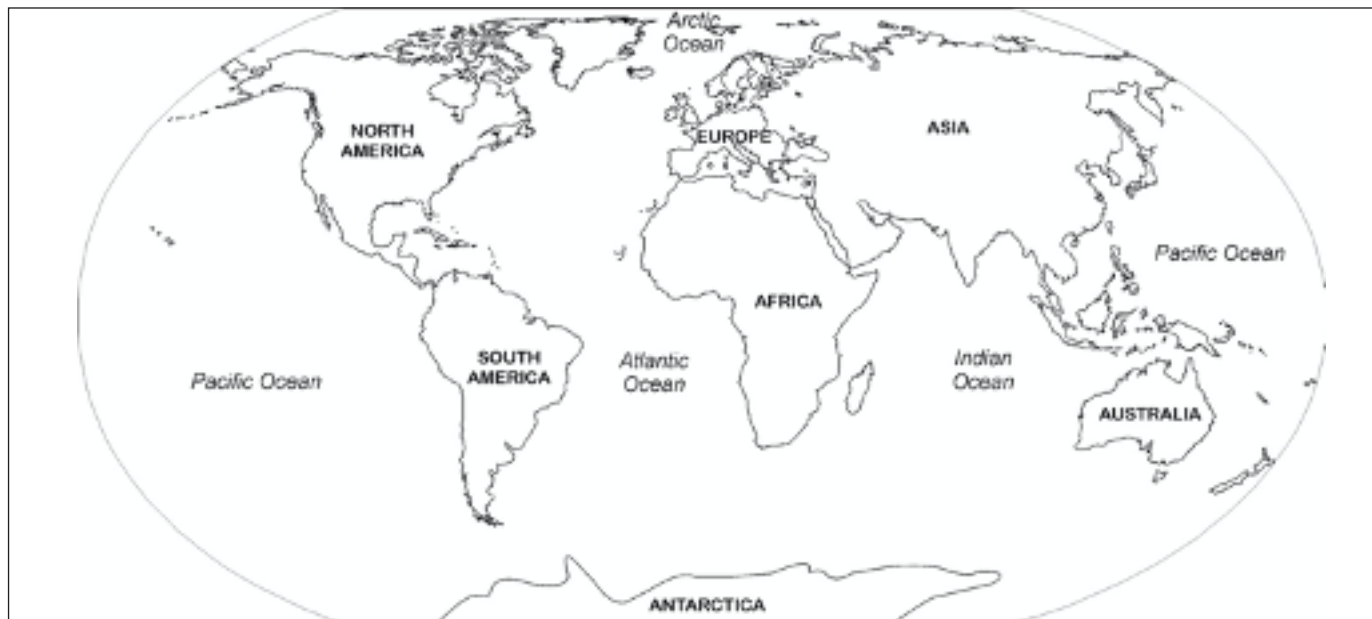 Arctic
Ocean
NORTH
AMERICA
EUROPE
ASIA
Pacific Ocean
AFRICA
SOUTH
AMERICA
Atlantic
Ocean
Indian
Ocean
Pacific Ocean
AUSTRALIA
ANTARCTICA